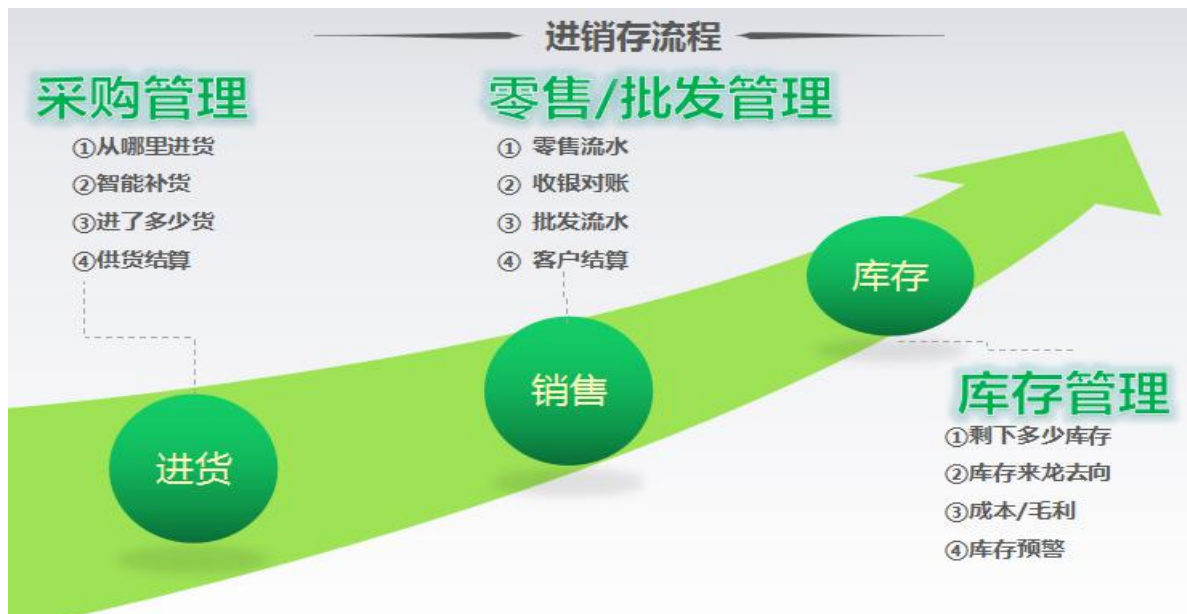 进销存流程
采购管理
①从哪里进货
②智能补货
③进了多少货
④供货结算
零售/批发管理
① 零售流水
② 收银对账
③ 批发流水
④ 客户结算
进货
销售
库存
库存管理
①剩下多少库存
②库存来龙去向
③成本/毛利
④库存预警